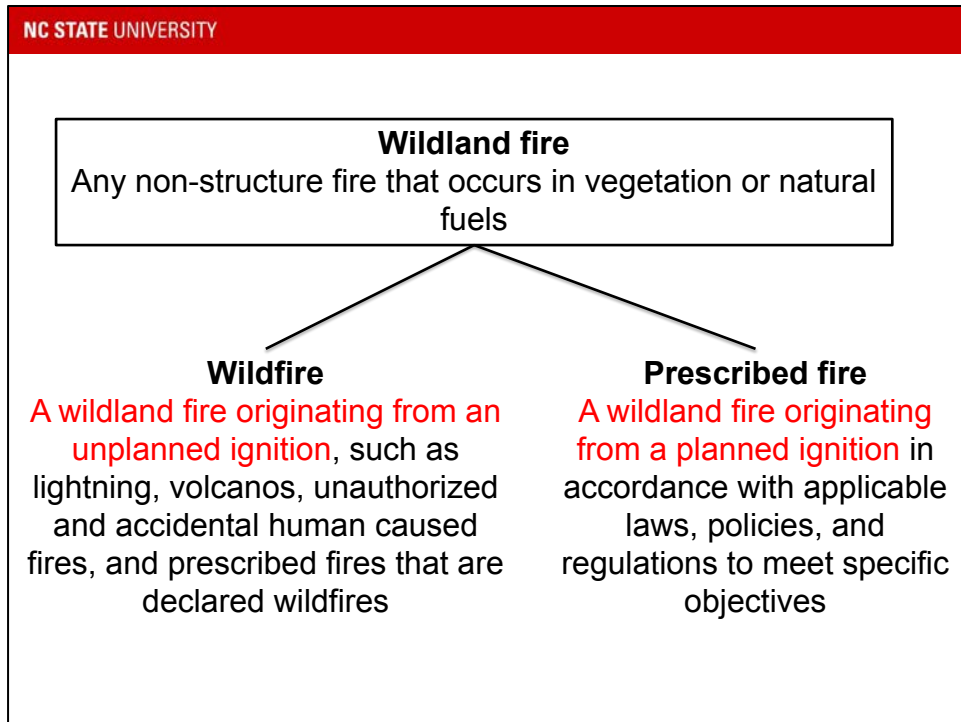 NC STATE UNIVERSITY
Wildland fire
Any non-structure fire that occurs in vegetation or natural
fuels
Wildfire
A wildland fire originating from an
unplanned ignition, such as
lightning, volcanos, unauthorized
and accidental human caused
fires, and prescribed fires that are
declared wildfires
Prescribed fire
A wildland fire originating
from a planned ignition in
accordance with applicable
laws, policies, and
regulations to meet specific
objectives